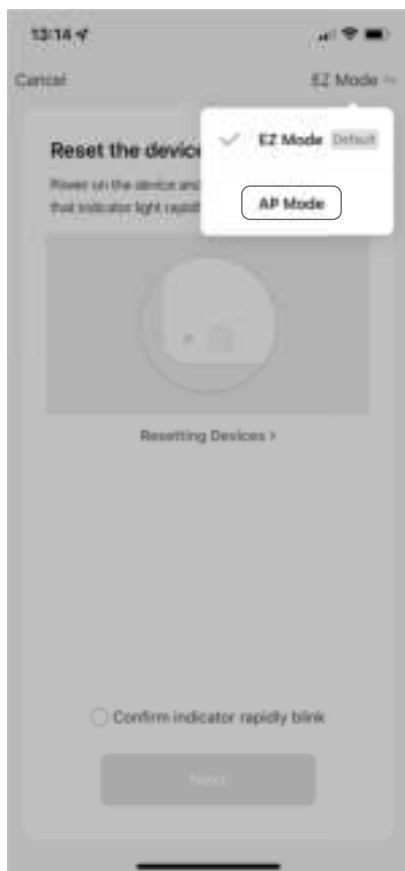 13:14
Cancel
EZ Mode
EZ Mode Default
AP Mode
Reset the device
Power on the device and
that indicator light rapidl
Resetting Devices >
Confirm indicator rapidly blink
Next